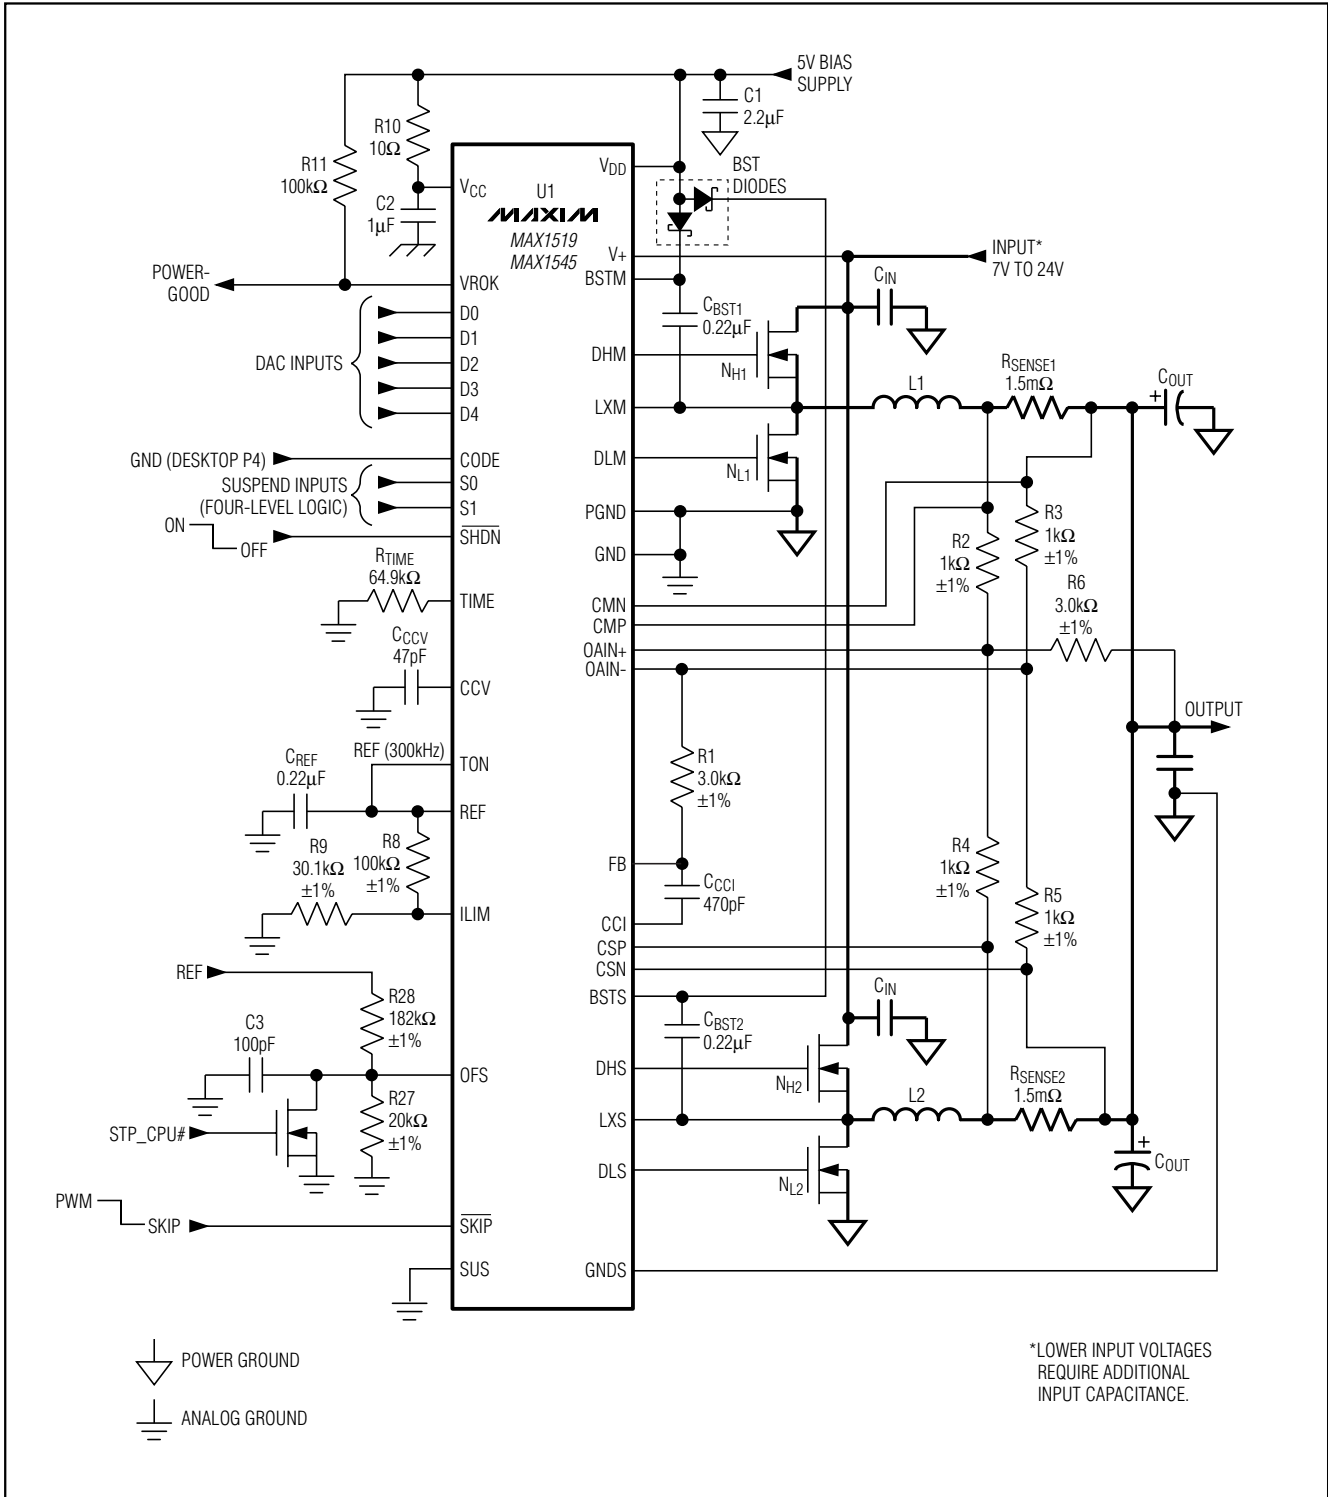 5V BIAS
SUPPLY
C1
2.2µF
R10
10Ω
R11
100kΩ
C2
1µF
VCC
U1
MAXIM
MAX1519
MAX1545
VDD
BST
DIODES
V+
INPUT*
7V TO 24V
BSTM
CIN
POWER-
GOOD
VROK
CBST1
0.22µF
DAC INPUTS
D0
D1
D2
D3
D4
DHM
NH1
LXM
L1
RSENSE1
1.5mΩ
+
COUT
DLM
NL1
GND (DESKTOP P4)
CODE
SUSPEND INPUTS
(FOUR-LEVEL LOGIC)
S0
S1
ON
OFF
SHDN
PGND
GND
R2
1kΩ
±1%
R3
1kΩ
±1%
R6
3.0kΩ
±1%
RTIME
64.9kΩ
TIME
CMN
CMP
OAIN+
OAIN-
CCCV
47pF
CCV
OUTPUT
REF (300kHz)
TON
CREF
0.22µF
REF
R1
3.0kΩ
±1%
R9
30.1kΩ
±1%
R8
100kΩ
±1%
ILIM
FB
CCCI
470pF
CCI
R4
1kΩ
±1%
R5
1kΩ
±1%
CSP
CSN
REF
R28
182kΩ
±1%
BSTS
CBST2
0.22µF
CIN
C3
100pF
OFS
DHS
NH2
STP_CPU#
R27
20kΩ
±1%
LXS
L2
RSENSE2
1.5mΩ
DLS
NL2
+
COUT
PWM
SKIP
SKIP
SUS
GNDS
POWER GROUND
ANALOG GROUND
*LOWER INPUT VOLTAGES
REQUIRE ADDITIONAL
INPUT CAPACITANCE.